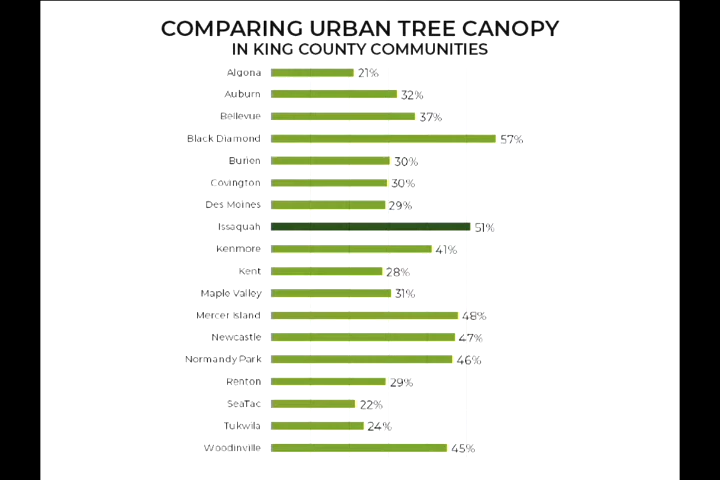 COMPARING URBAN TREE CANOPY
IN KING COUNTY COMMUNITIES
Algona 21%
Auburn 32%
Bellevue 37%
Black Diamond 57%
Burien 30%
Covington 30%
Des Moines 29%
Issaquah 51%
Kenmore 41%
Kent 28%
Maple Valley 31%
Mercer Island 48%
Newcastle 47%
Normandy Park 46%
Renton 29%
SeaTac 22%
Tukwila 24%
Woodinville 45%